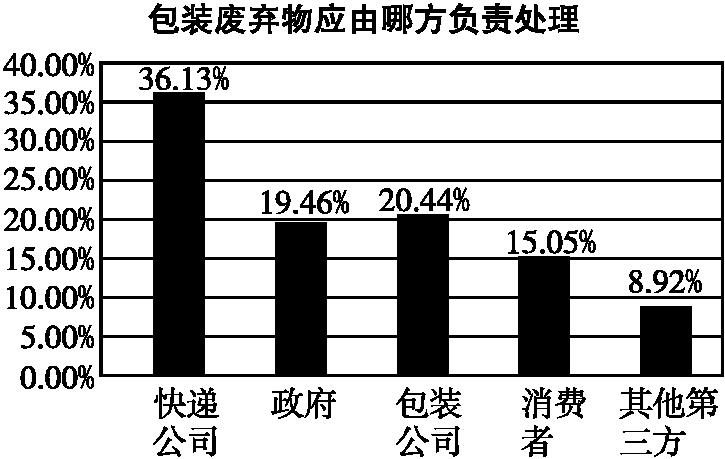 包装废弃物应由哪方负责处理
40.00%
35.00%
30.00%
25.00%
20.00%
15.00%
10.00%
5.00%
0.00%
36.13%
19.46%
20.44%
15.05%
8.92%
快递
公司
政府
包装
公司
消费
者
其他第
三方